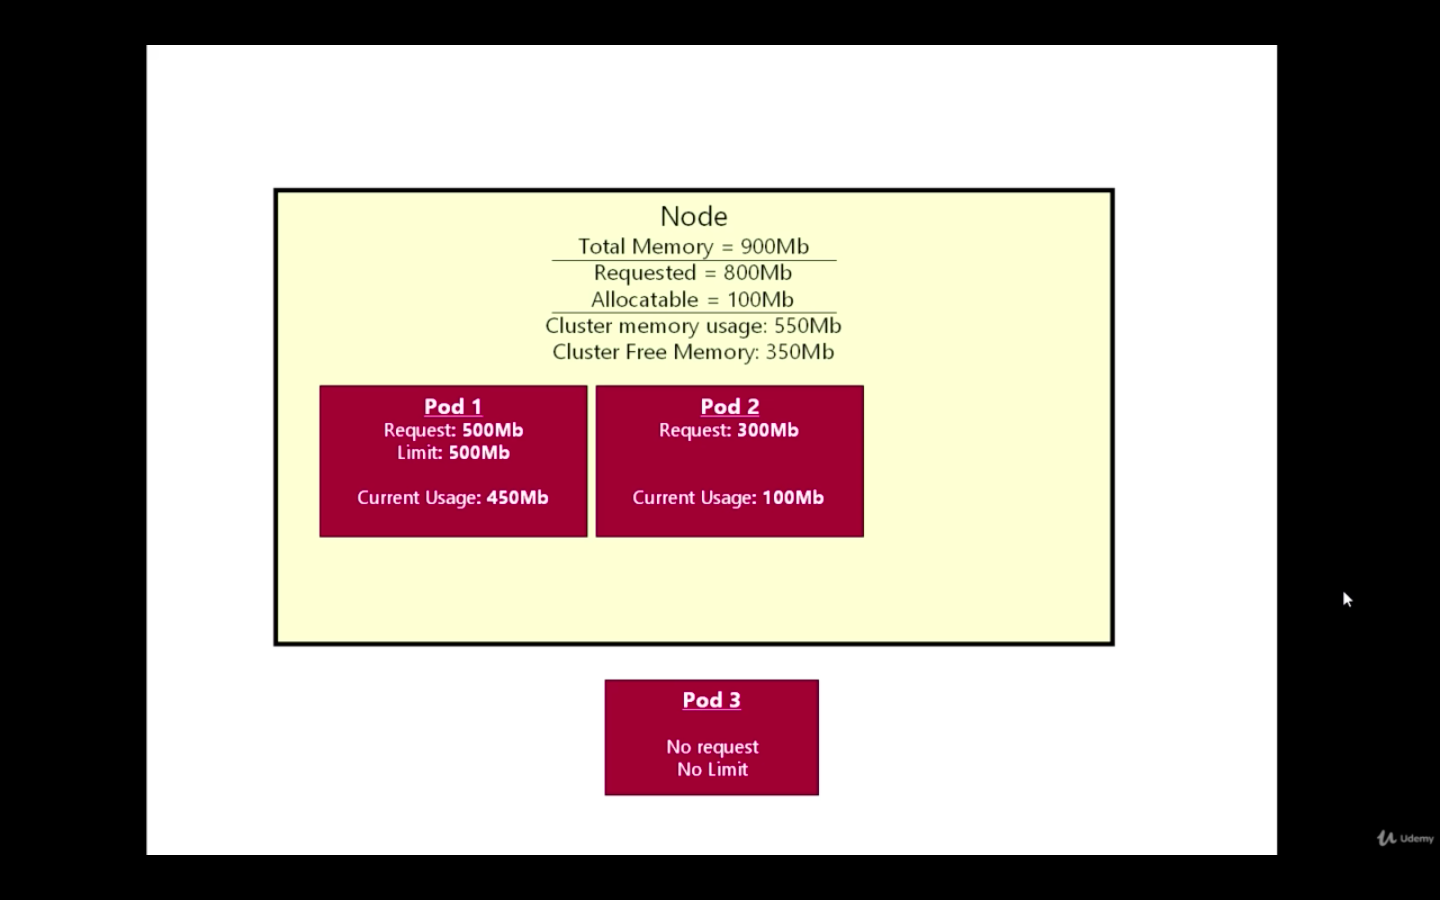 Node
Total Memory = 900Mb
Requested = 800Mb
Allocatable = 100Mb
Cluster memory usage: 550Mb
Cluster Free Memory: 350Mb
Pod 1
Request: 500Mb
Limit: 500Mb
Current Usage: 450Mb
Pod 2
Request: 300Mb
Current Usage: 100Mb
Pod 3
No request
No Limit
Udemy